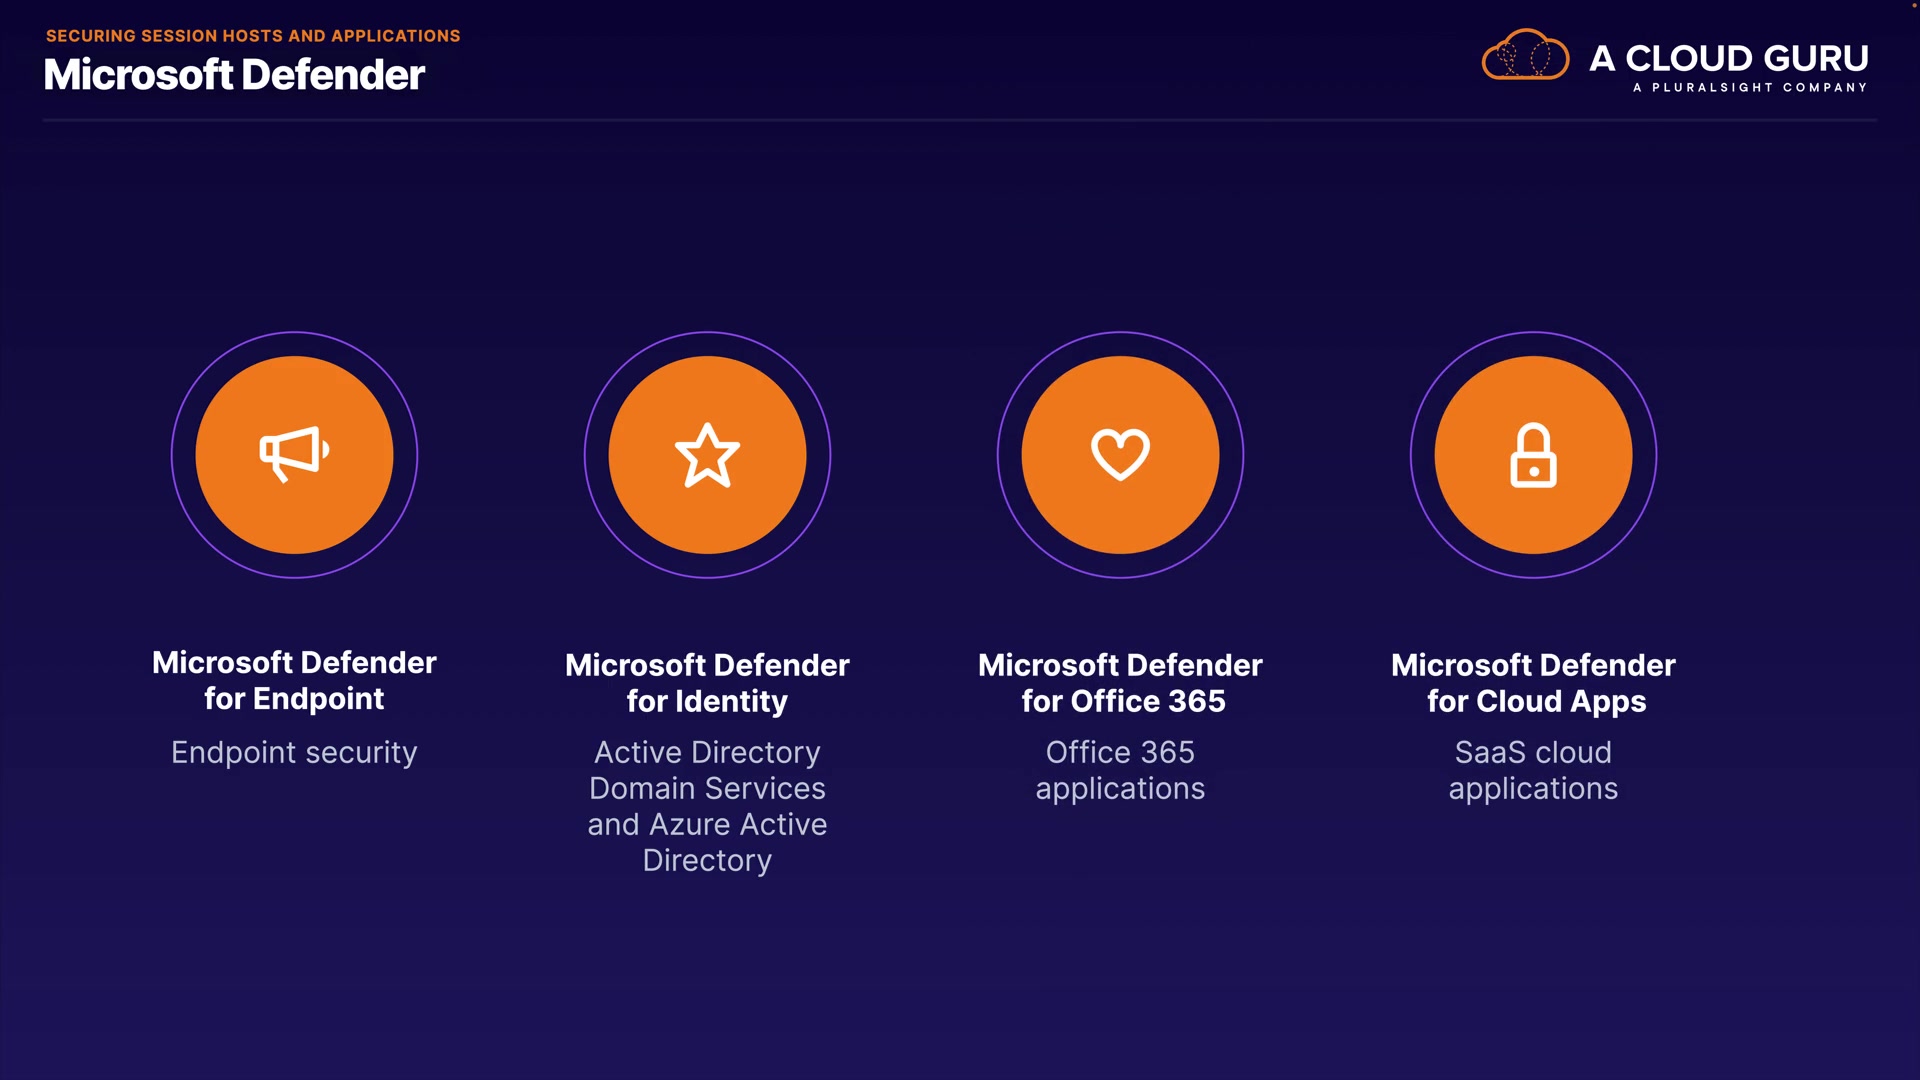 SECURING SESSION HOSTS AND APPLICATIONS
Microsoft Defender
A CLOUD GURU
A PLURALSIGHT COMPANY
Microsoft Defender
for Endpoint
Endpoint security
Microsoft Defender
for Identity
Active Directory
Domain Services
and Azure Active
Directory
Microsoft Defender
for Office 365
Office 365
applications
Microsoft Defender
for Cloud Apps
SaaS cloud
applications